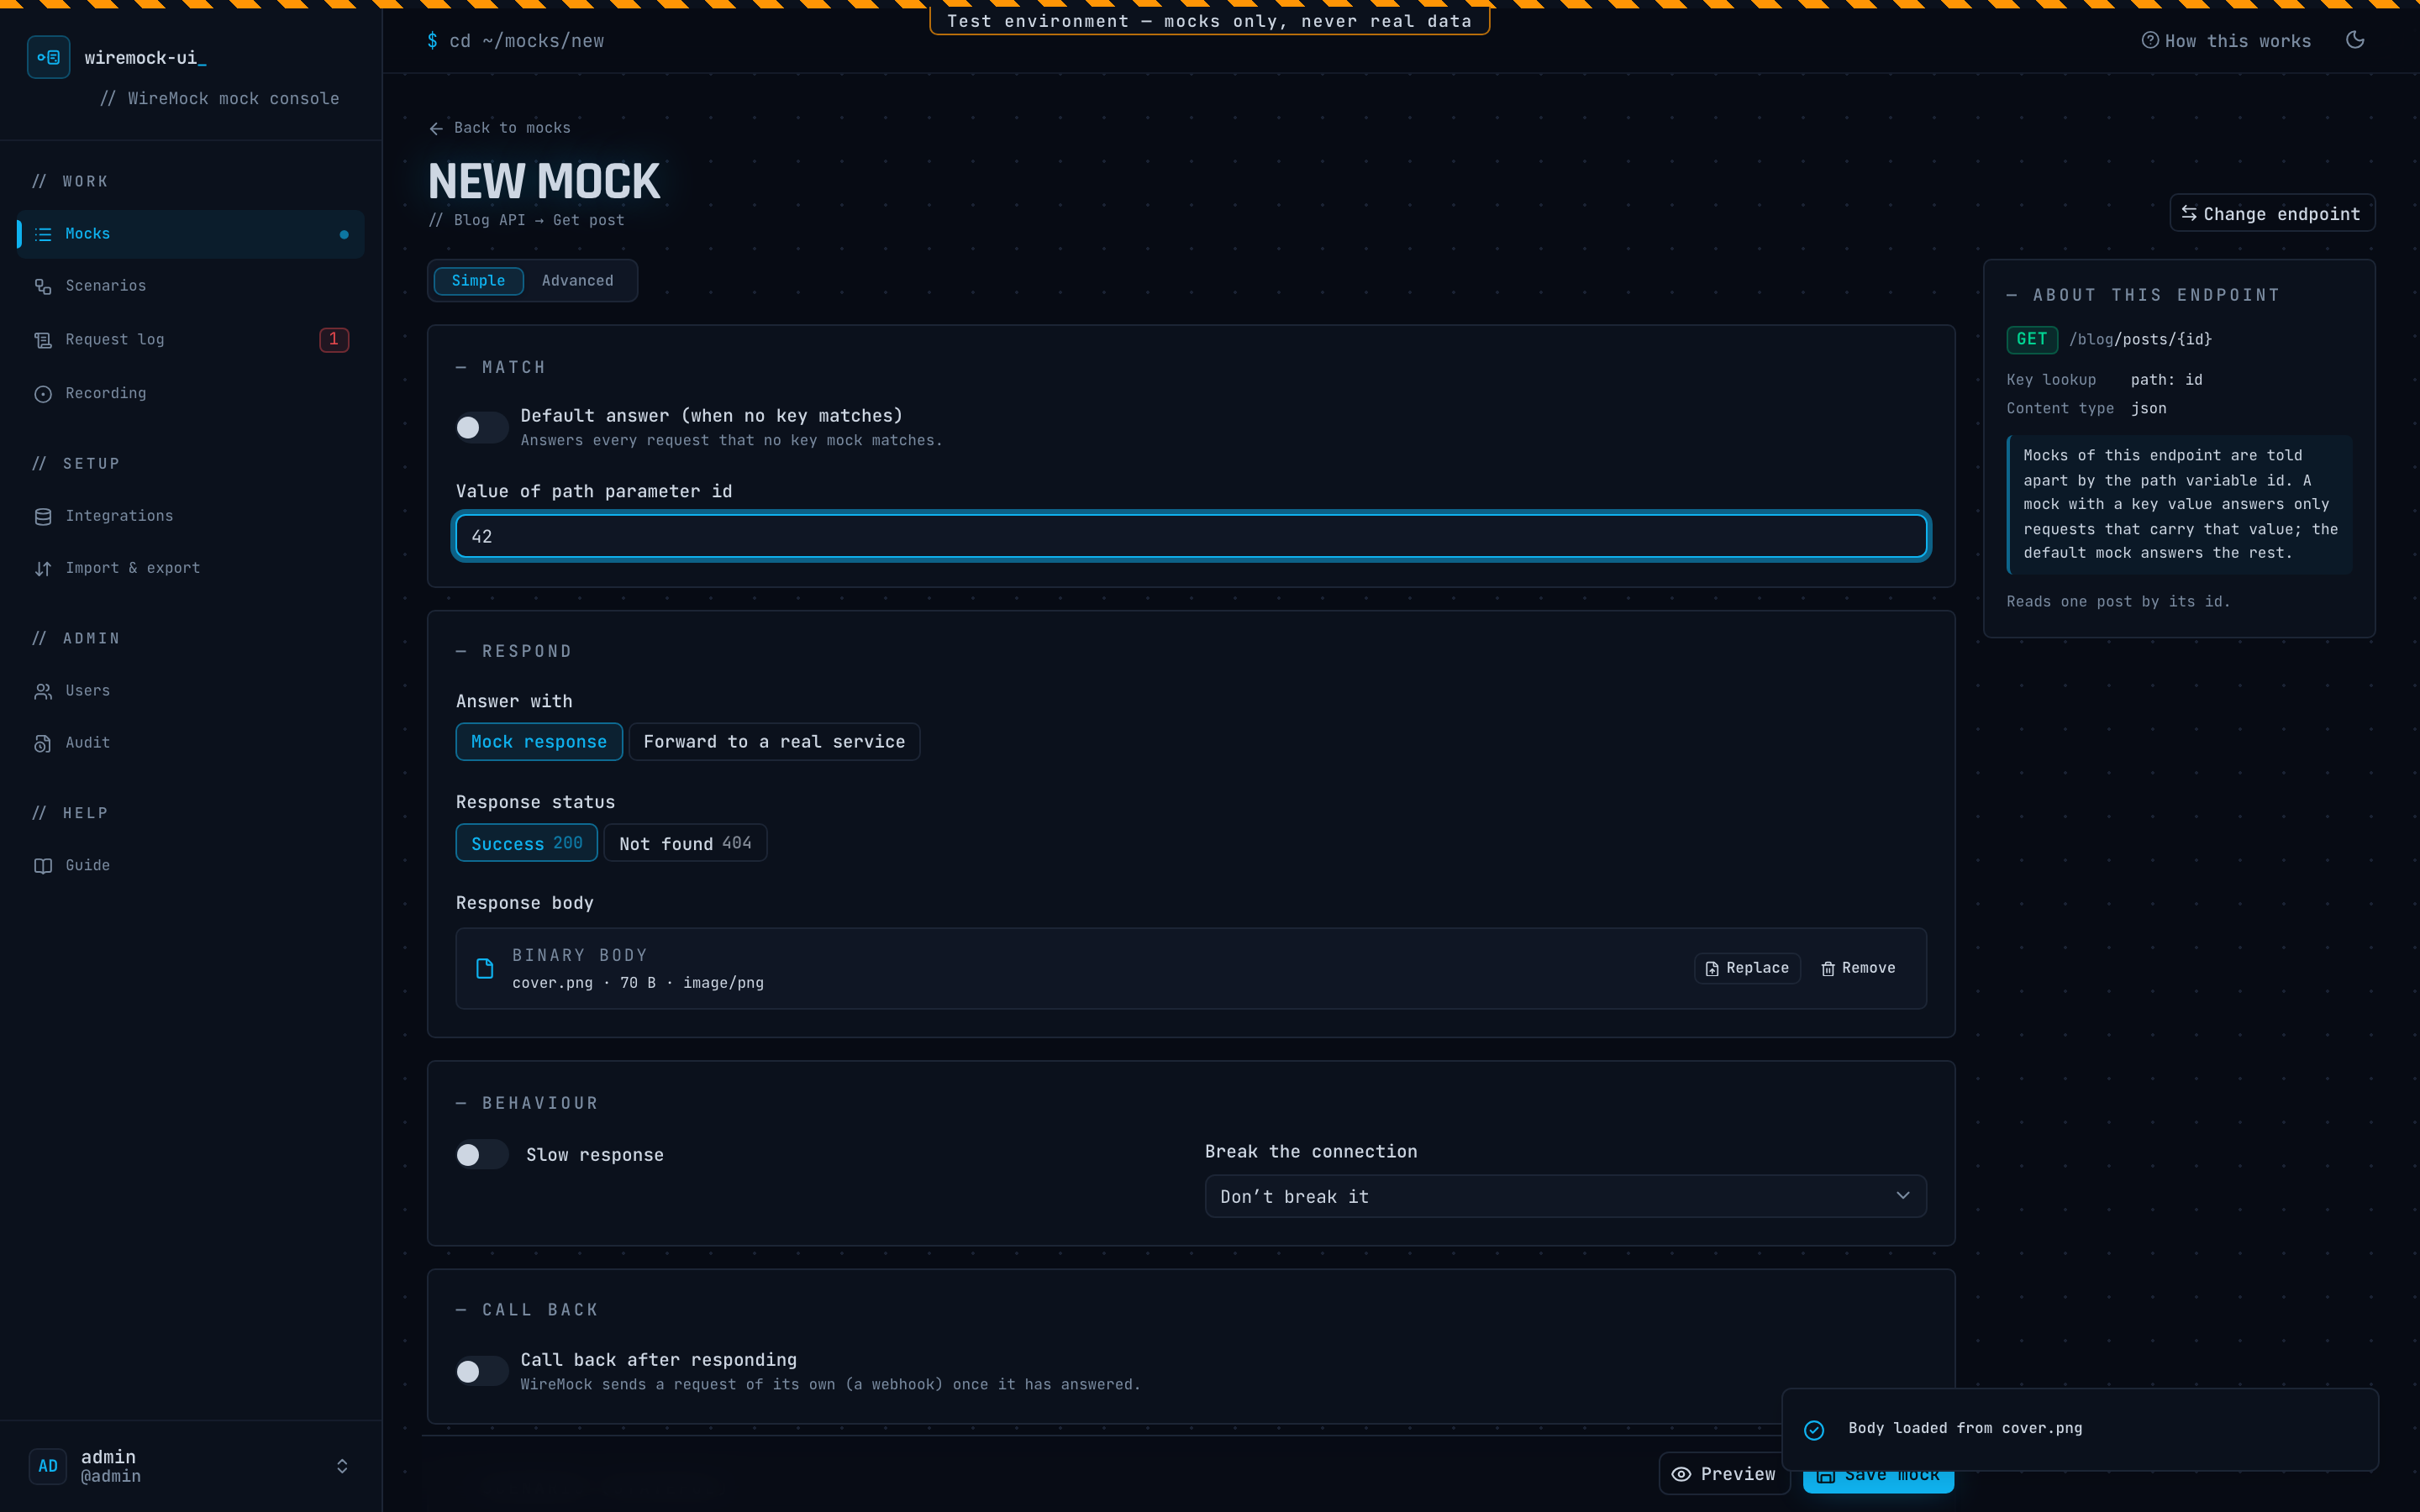 Test environment — mocks only, never real data
wiremock-ui_
// WireMock mock console
$ cd ~/mocks/new
How this works
// WORK
Mocks
Scenarios
Request log
1
Recording
// SETUP
Integrations
Import & export
// ADMIN
Users
Audit
// HELP
Guide
AD
admin
@admin
Back to mocks
NEW MOCK
// Blog API → Get post
Change endpoint
Simple
Advanced
— MATCH
Default answer (when no key matches)
Answers every request that no key mock matches.
Value of path parameter id
42
— RESPOND
Answer with
Mock response
Forward to a real service
Response status
Success 200
Not found 404
Response body
BINARY BODY
cover.png · 70 B · image/png
Replace
Remove
— BEHAVIOUR
Slow response
Break the connection
Don’t break it
— CALL BACK
Call back after responding
WireMock sends a request of its own (a webhook) once it has answered.
— ABOUT THIS ENDPOINT
GET /blog/posts/{id}
Key lookup path: id
Content type json
Mocks of this endpoint are told
apart by the path variable id. A
mock with a key value answers only
requests that carry that value; the
default mock answers the rest.
Reads one post by its id.
Body loaded from cover.png
Preview
Save mock